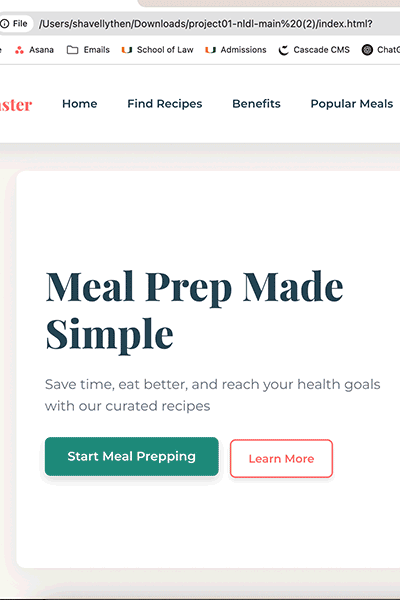 File /Users/shavellythen/Downloads/project01-nldl-main%20(2)/index.html?
Asana Emails School of Law Admissions Cascade CMS
Home Find Recipes Benefits Popular Meals
Meal Prep Made
Simple
Save time, eat better, and reach your health goals
with our curated recipes
Start Meal Prepping Learn More